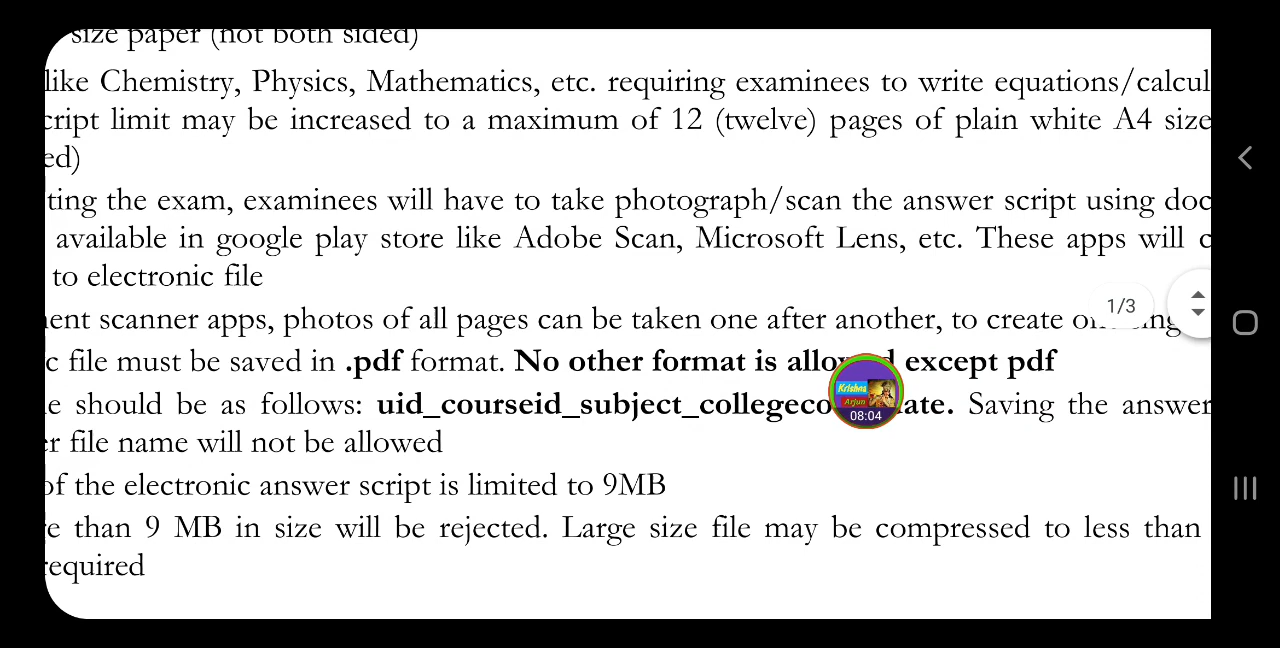 size paper (not both sided)
like Chemistry, Physics, Mathematics, etc. requiring examinees to write equations/calcul
cript limit may be increased to a maximum of 12 (twelve) pages of plain white A4 size
ed)
ting the exam, examinees will have to take photograph/scan the answer script using doc
available in google play store like Adobe Scan, Microsoft Lens, etc. These apps will c
to electronic file
1/3
ent scanner apps, photos of all pages can be taken one after another, to create
c file must be saved in .pdf format. No other format is except pdf
e should be as follows: uid_courseid_subject_collegeco ate. Saving the answer
Krishna
Arjun
08:04
er file name will not be allowed
of the electronic answer script is limited to 9MB
e than 9 MB in size will be rejected. Large size file may be compressed to less than
required